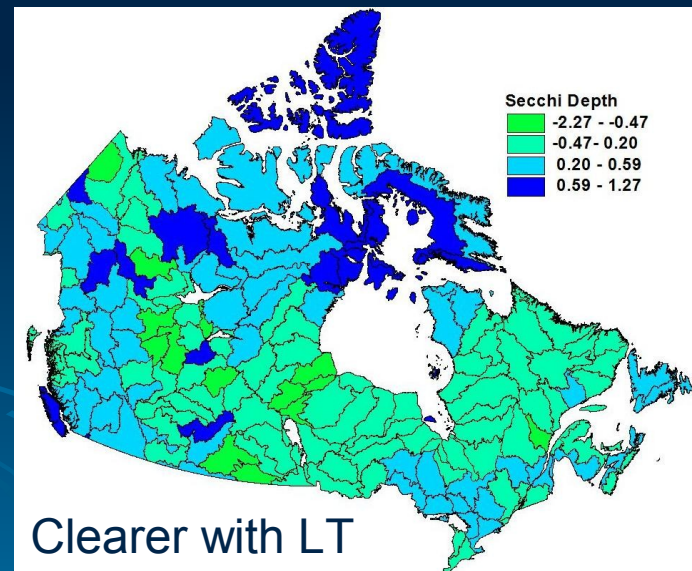 Secchi Depth
-2.27 - -0.47
-0.47- 0.20
0.20 - 0.59
0.59 - 1.27
Clearer with LT